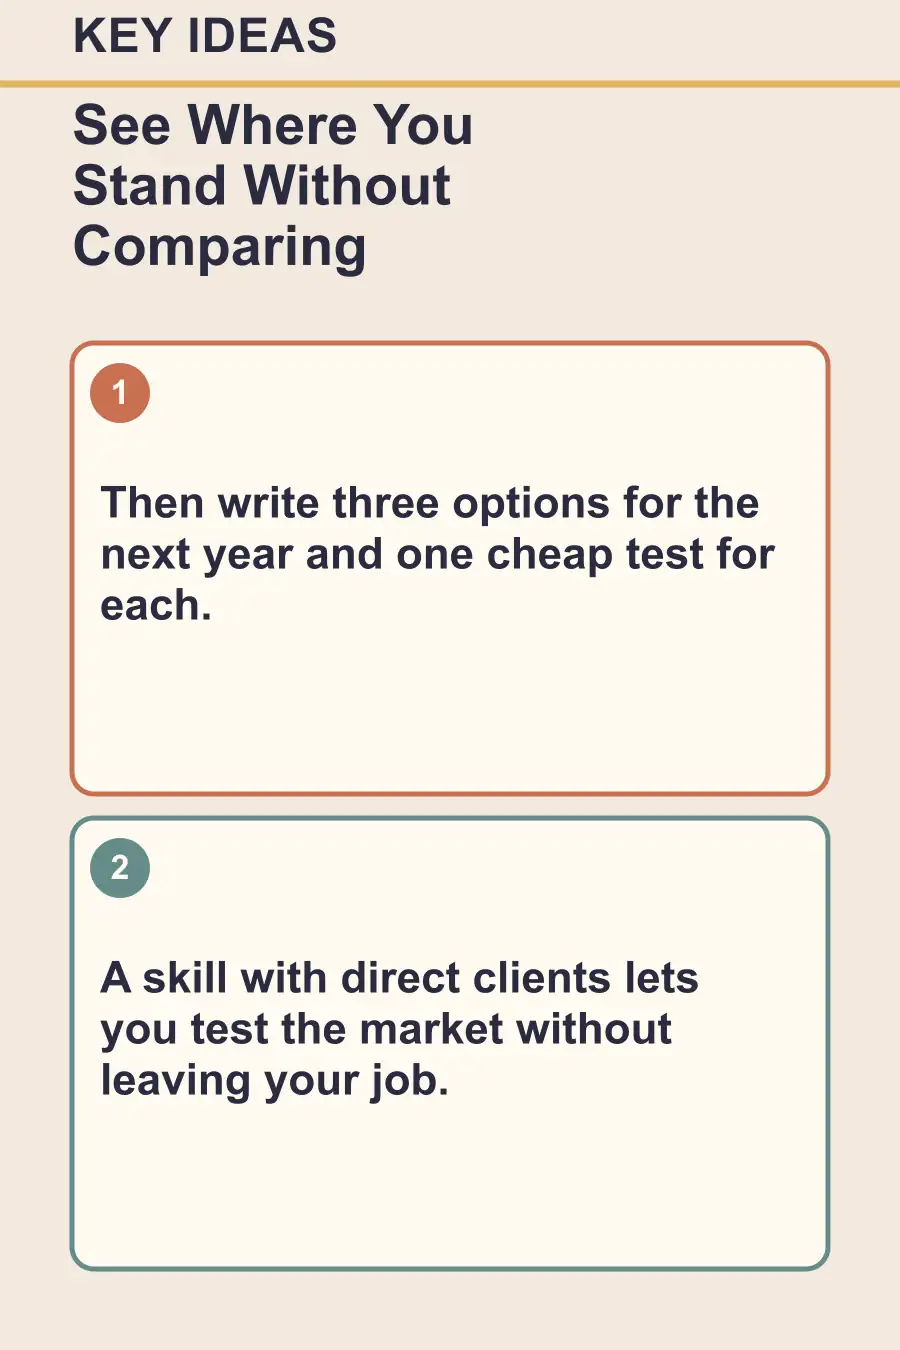 KEY IDEAS
See Where You
Stand Without
Comparing
1
Then write three options for the
next year and one cheap test for
each.
2
A skill with direct clients lets
you test the market without
leaving your job.